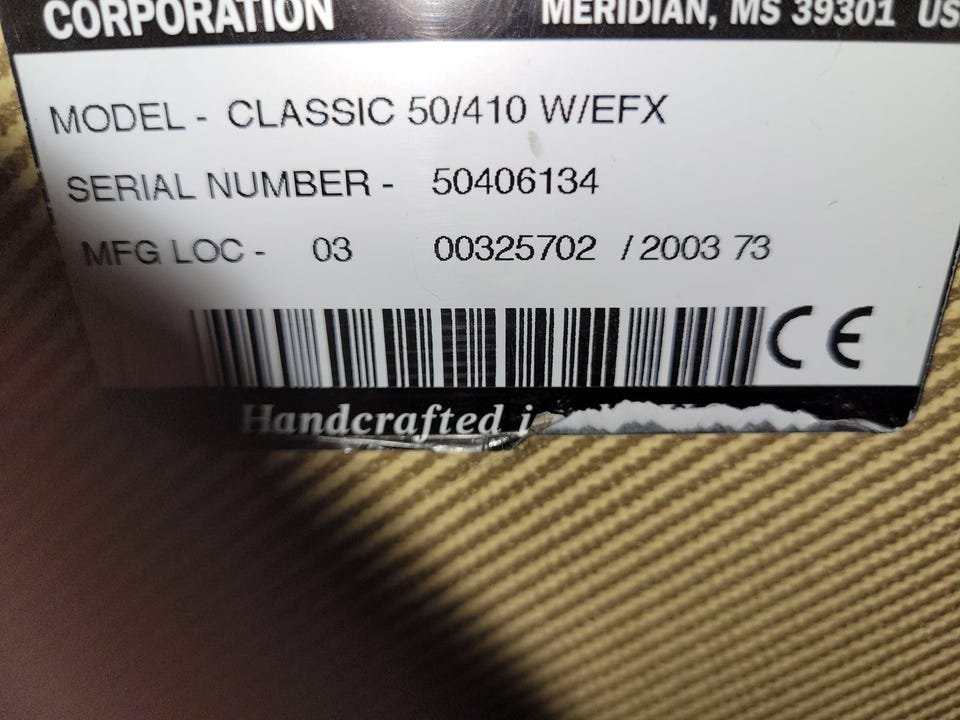 CORPORATION MERIDIAN, MS 39301 US
MODEL - CLASSIC 50/410 W/EFX
SERIAL NUMBER - 50406134
MFG LOC - 03 00325702 / 2003 73
CE
Handcrafted